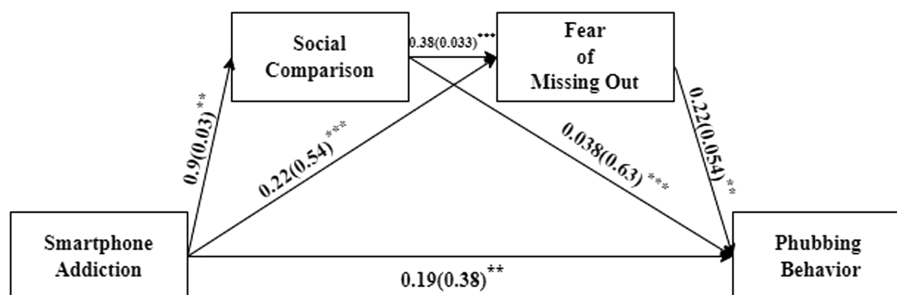 Social
Comparison
0.38(0.033)***
Fear
of
Missing Out
0.9(0.03)**
0.22(0.54)***
0.038(0.63)***
0.22(0.054)**
Smartphone
Addiction
0.19(0.38)**
Phubbing
Behavior